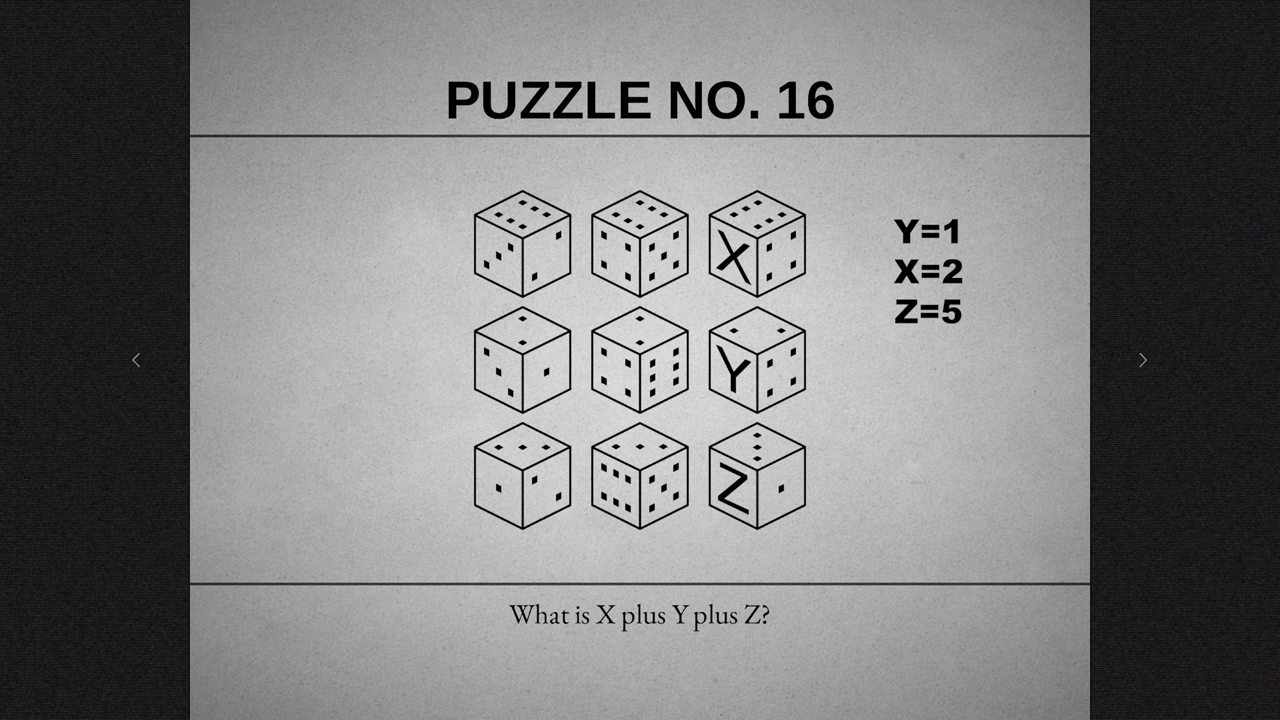 PUZZLE NO. 16
X
Y
Z
Y=1
X=2
Z=5
What is X plus Y plus Z?